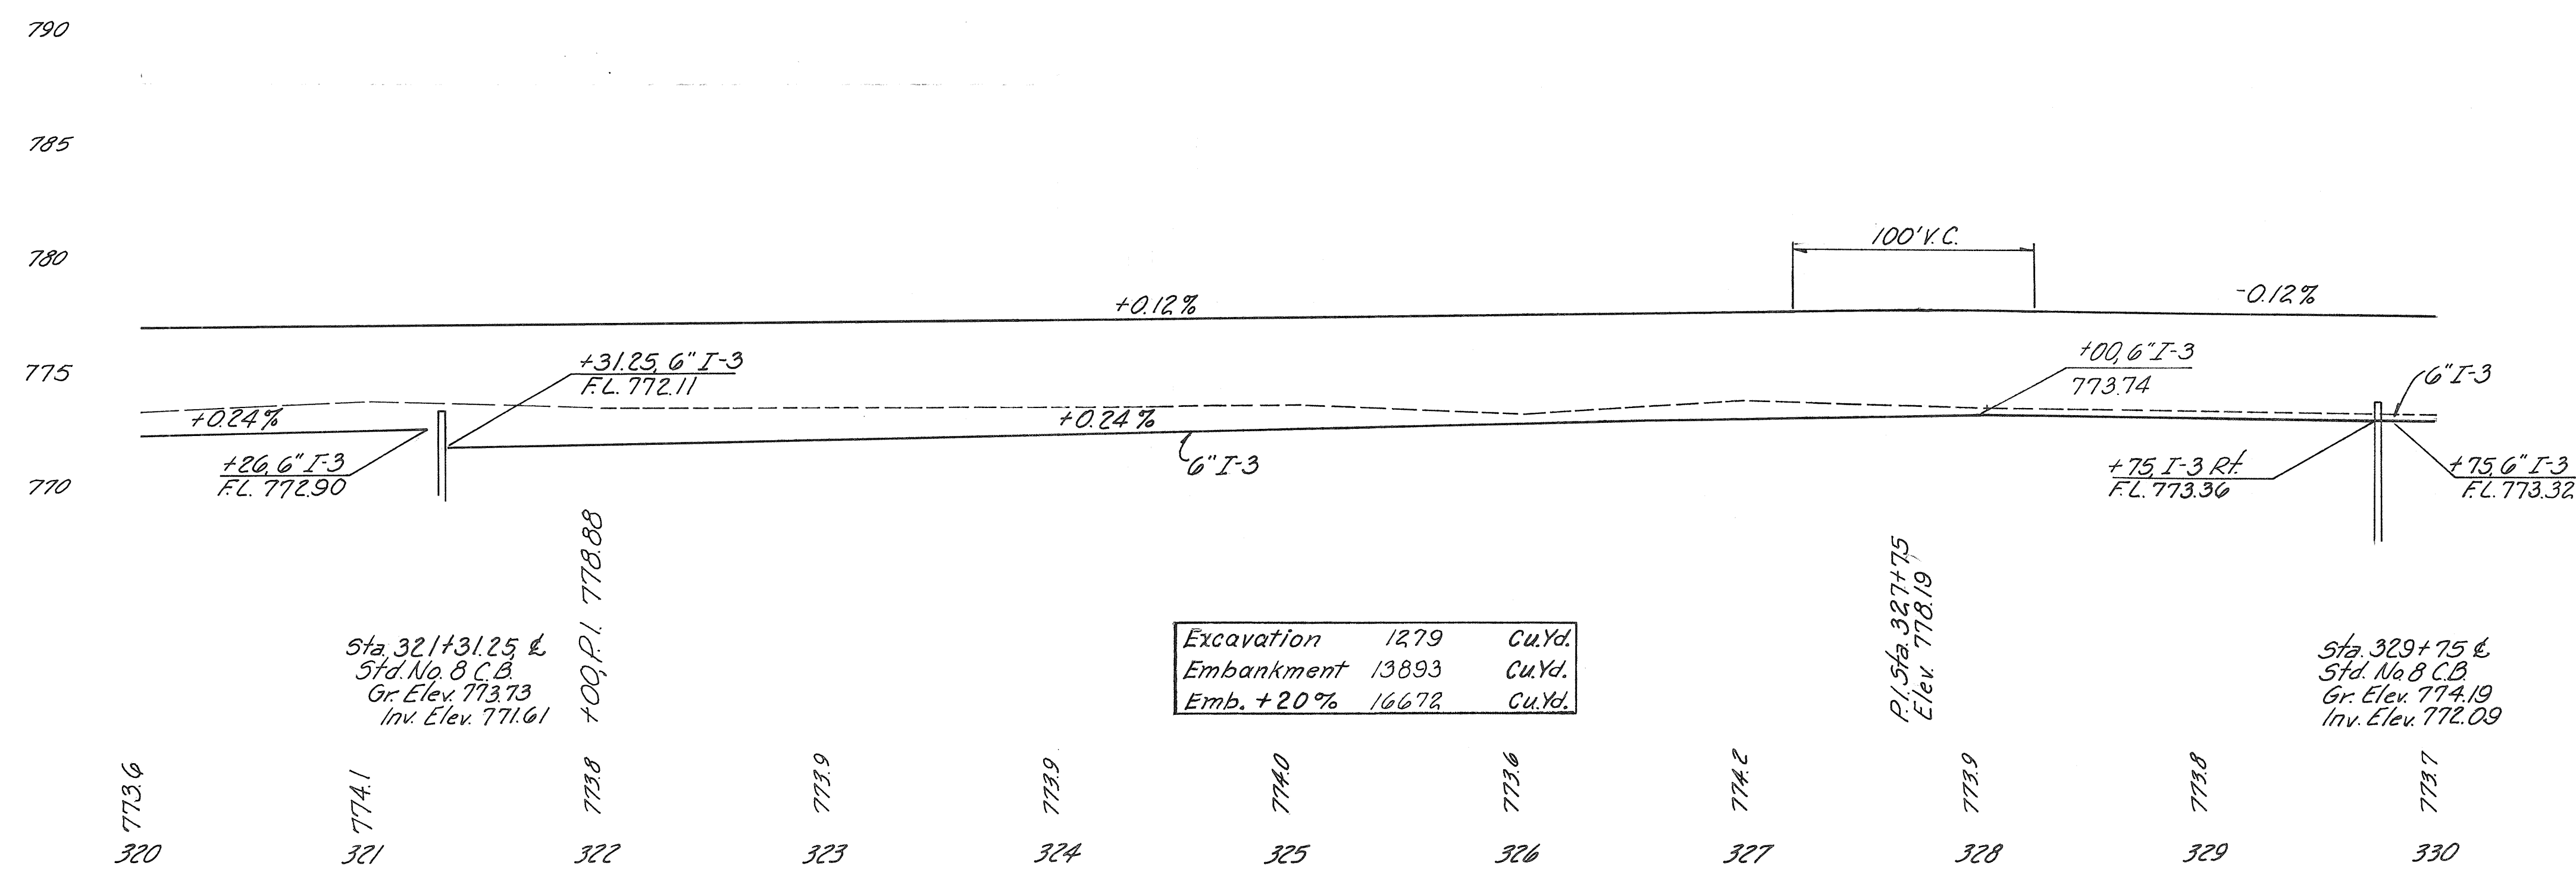 790
785
780
775
770
100' V.C.
+0.12%
-0.12%
+31.25, 6" I-3
F.L. 772.11
+00, 6" I-3
773.74
6" I-3
+0.24%
+0.24%
+26, 6" I-3
F.L. 772.90
6" I-3
+75, I-3 Rt.
F.L. 773.36
+75, 6" I-3
F.L. 773.32
Sta. 321+31.25, ℄
Std. No. 8 C.B.
Gr. Elev. 773.73
Inv. Elev. 771.61
+00, P.I. 778.88
Excavation 1279 Cu.Yd.
Embankment 13893 Cu.Yd.
Emb. +20% 16672 Cu.Yd.
P.I. Sta. 327+75
Elev. 778.19
Sta. 329+75 ℄
Std. No. 8 C.B.
Gr. Elev. 774.19
Inv. Elev. 772.09
773.6 774.1 773.8 773.9 773.9 774.0 773.6 774.2 773.9 773.8 773.7
320 321 322 323 324 325 326 327 328 329 330